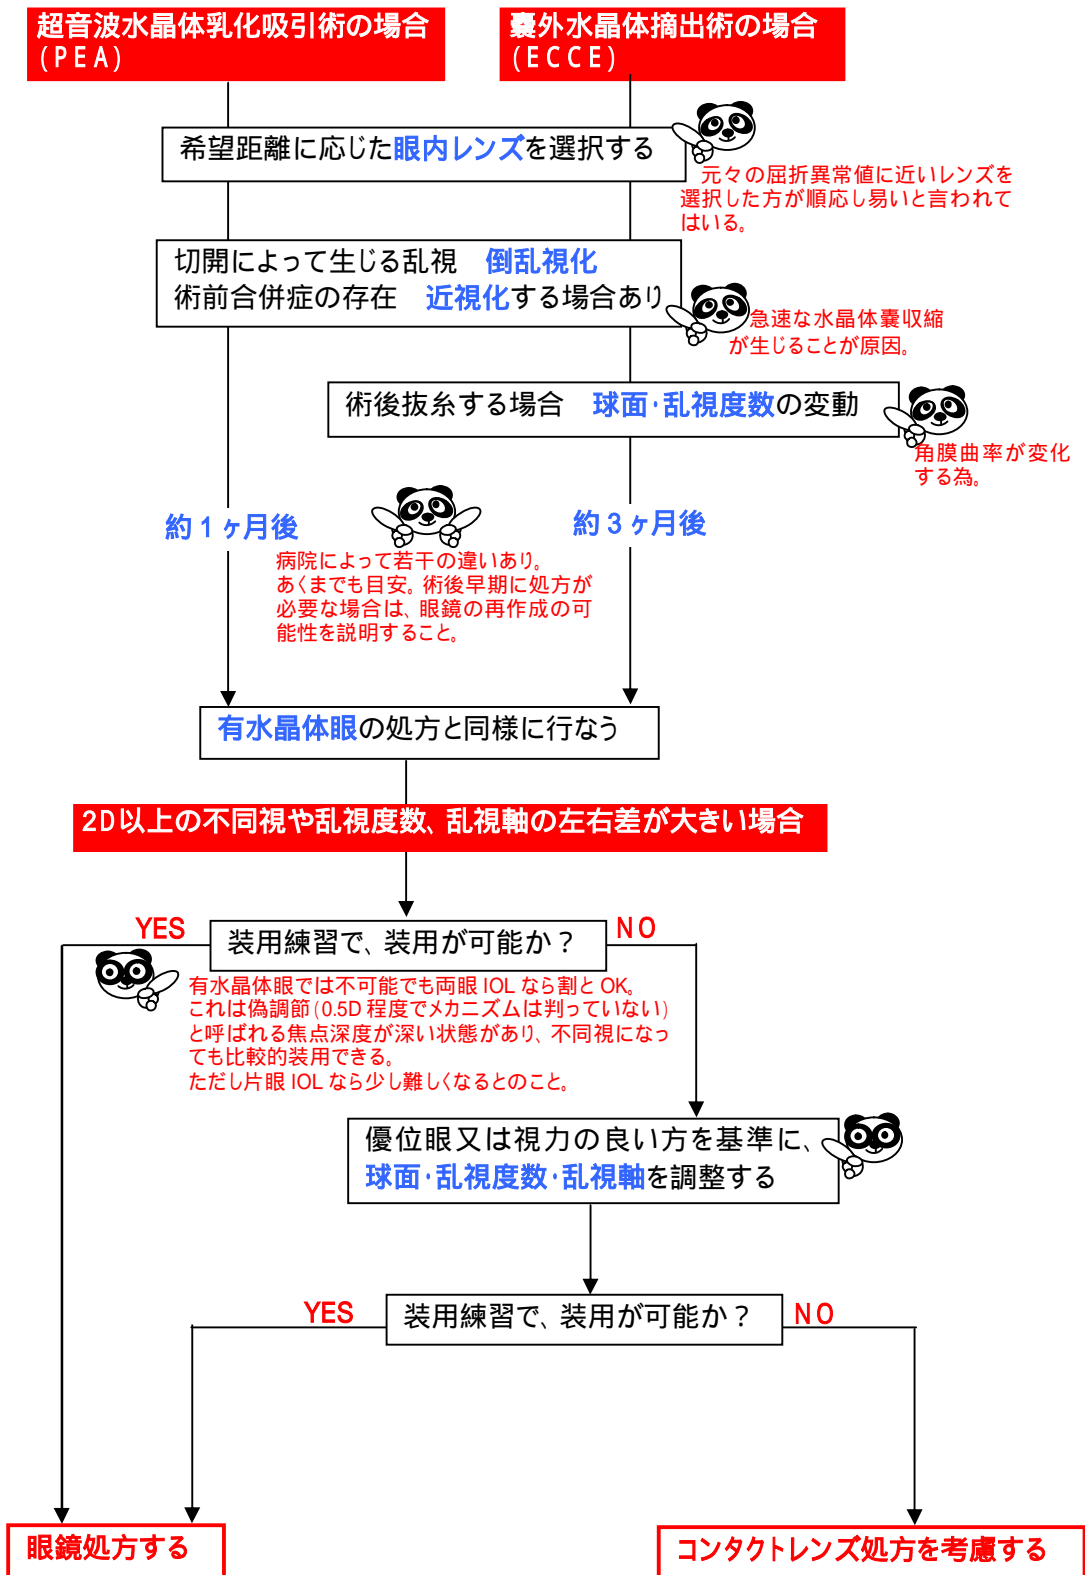 超音波水晶体乳化吸引術の場合
(PEA)
嚢外水晶体摘出術の場合
(ECCE)
希望距離に応じた眼内レンズを選択する
元々の屈折異常値に近いレンズを
選択した方が順応し易いと言われて
はいる。
切開によって生じる乱視　倒乱視化
術前合併症の存在　近視化する場合あり
急速な水晶体嚢収縮
が生じることが原因。
術後抜糸する場合　球面・乱視度数の変動
角膜曲率が変化
する為。
約1ヶ月後
約3ヶ月後
病院によって若干の違いあり。
あくまでも目安。術後早期に処方が
必要な場合は、眼鏡の再作成の可
能性を説明すること。
有水晶体眼の処方と同様に行なう
2D以上の不同視や乱視度数、乱視軸の左右差が大きい場合
YES
装用練習で、装用が可能か？
NO
有水晶体眼では不可能でも両眼IOLなら割とOK。
これは偽調節(0.5D程度でメカニズムは判っていない)
と呼ばれる焦点深度が深い状態があり、不同視になっ
ても比較的装用できる。
ただし片眼IOLなら少し難しくなるとのこと。
優位眼又は視力の良い方を基準に、
球面・乱視度数・乱視軸を調整する
YES
装用練習で、装用が可能か？
NO
眼鏡処方する
コンタクトレンズ処方を考慮する